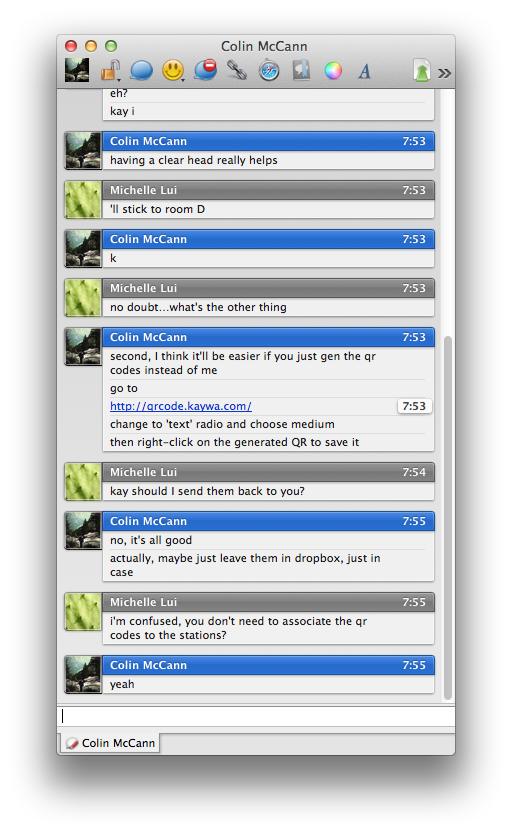 Colin McCann
eh?
kay i
Colin McCann 7:53
having a clear head really helps
Michelle Lui 7:53
'll stick to room D
Colin McCann 7:53
k
Michelle Lui 7:53
no doubt...what's the other thing
Colin McCann 7:53
second, I think it'll be easier if you just gen the qr
codes instead of me
go to
http://qrcode.kaywa.com/ 7:53
change to 'text' radio and choose medium
then right-click on the generated QR to save it
Michelle Lui 7:54
kay should I send them back to you?
Colin McCann 7:55
no, it's all good
actually, maybe just leave them in dropbox, just in
case
Michelle Lui 7:55
i'm confused, you don't need to associate the qr
codes to the stations?
Colin McCann 7:55
yeah
Colin McCann